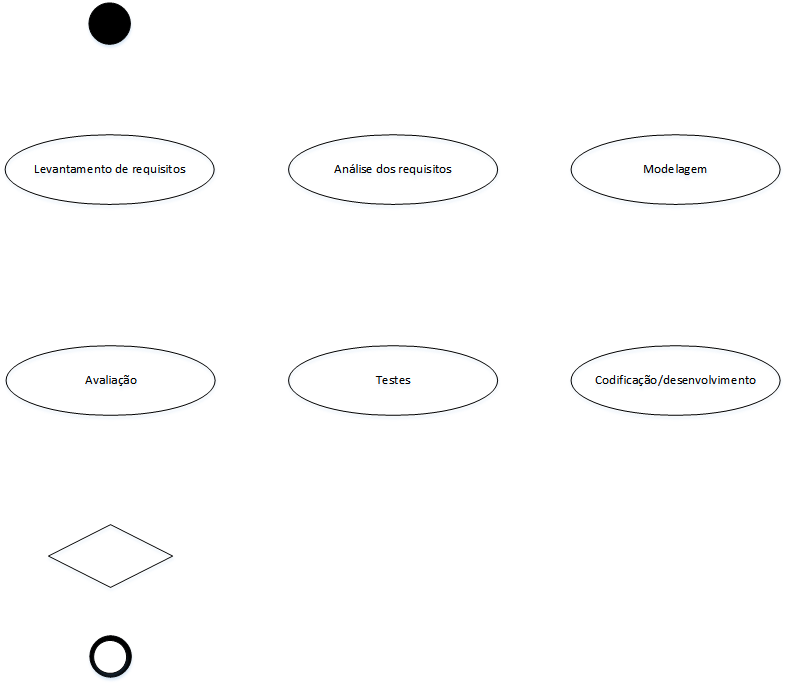 Levantamento de requisitos
Análise dos requisitos
Modelagem
Avaliação
Testes
Codificação/desenvolvimento